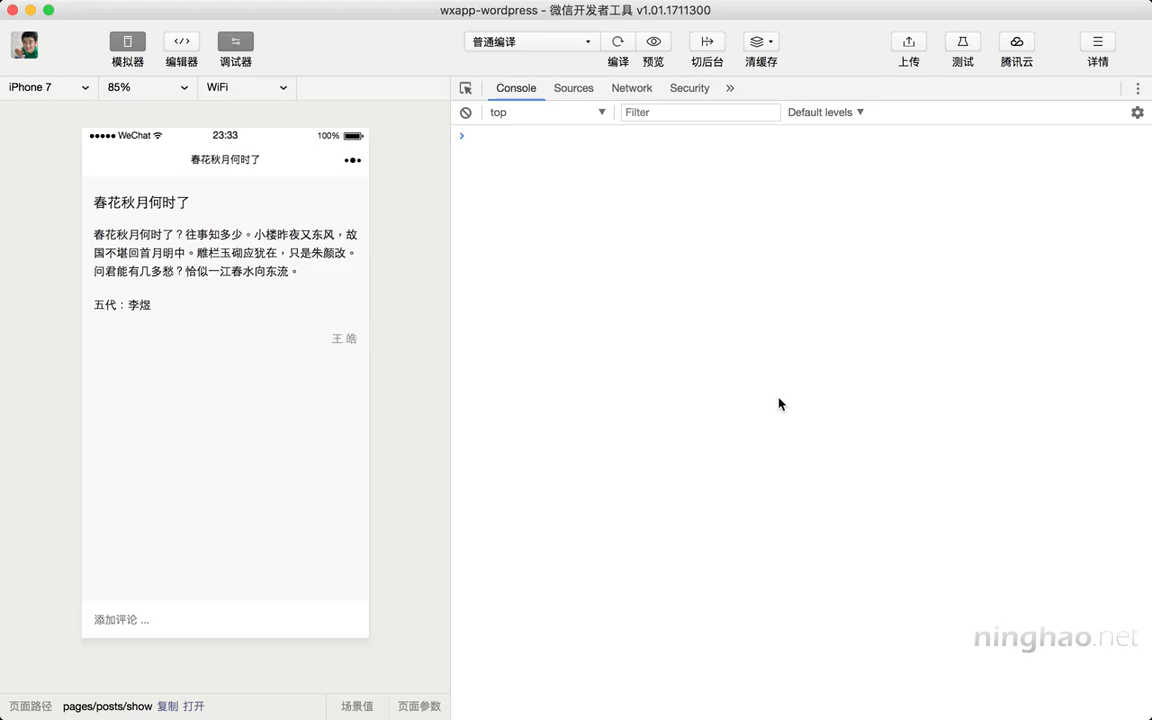 wxapp-wordpress - 微信开发者工具 v1.01.1711300
模拟器
编辑器
调试器
普通编译
编译
预览
切后台
清缓存
上传
测试
腾讯云
详情
iPhone 7
85%
WiFi
Console
Sources
Network
Security
top
Filter
Default levels
WeChat
23:33
100%
春花秋月何时了
春花秋月何时了
春花秋月何时了？往事知多少。小楼昨夜又东风，故
国不堪回首月明中。雕栏玉砌应犹在，只是朱颜改。
问君能有几多愁？恰似一江春水向东流。
五代：李煜
王 皓
添加评论 ...
ninghao.net
页面路径
pages/posts/show
复制
打开
场景值
页面参数